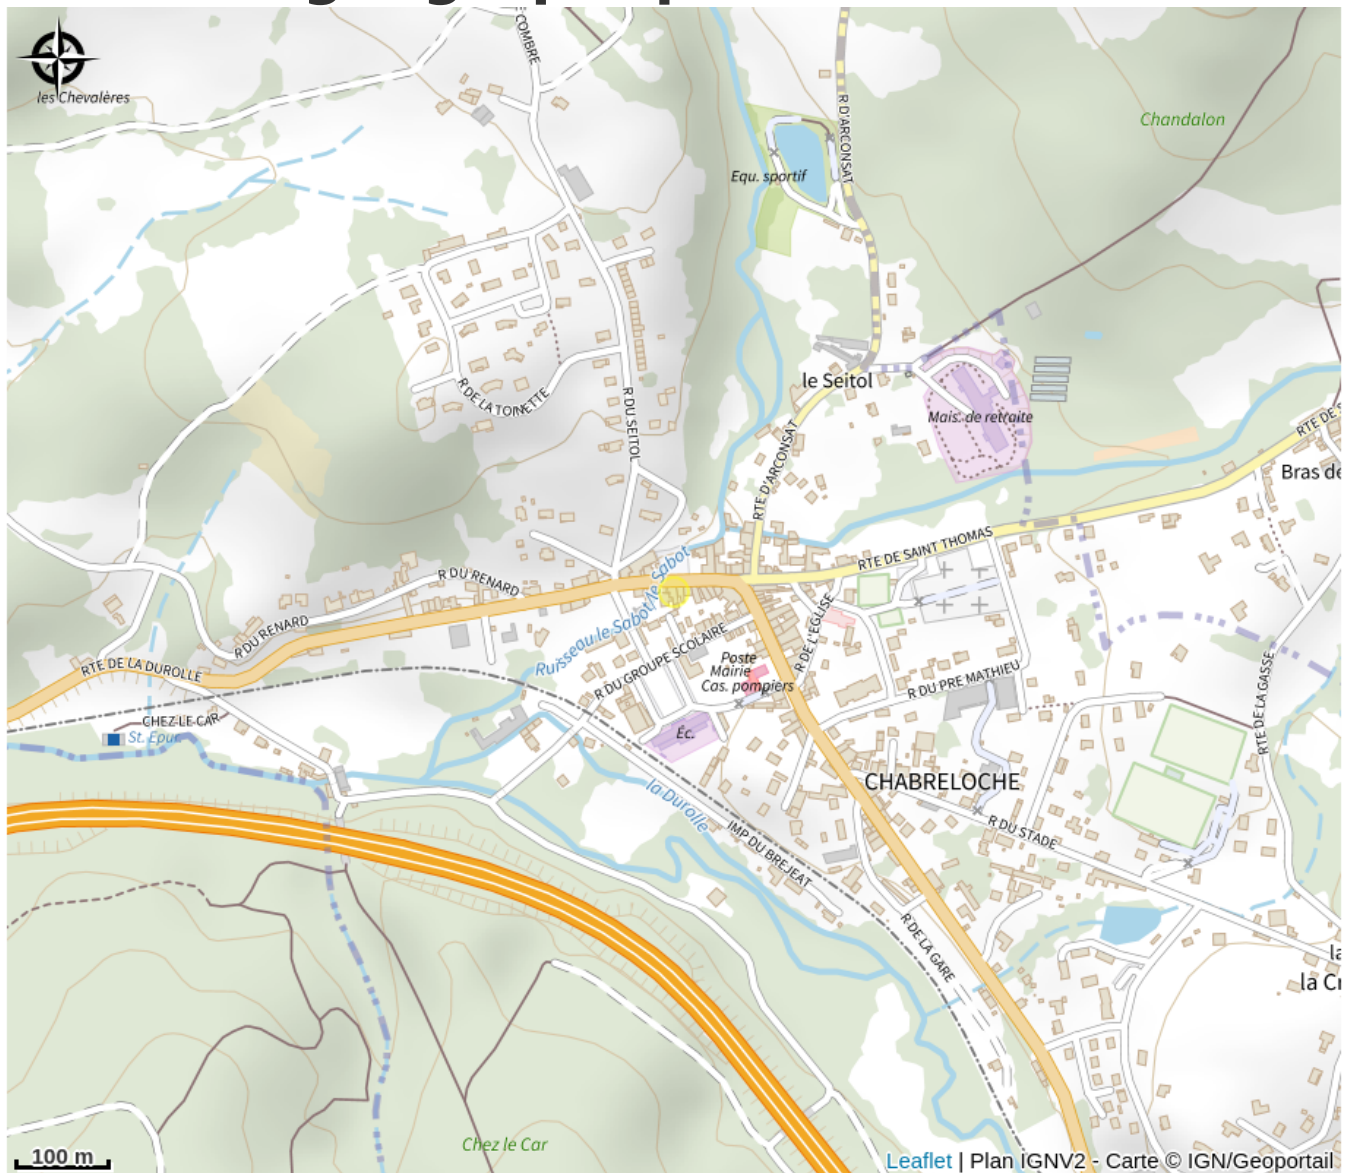 COMBRE
les Chevalères
R D'ARCONSAT
Chandalon
Equ. sportif
le Seitol
R DE LA TOINETTE
R DU SEITOL
Mais. de retraite
RTE D'ARCONSAT
RTE DE
Bras de
RTE DE SAINT THOMAS
R DU RENARD
Ruisseau le Sabot/le Sabot
R DU RENARD
R DE L'EGLISE
R DU GROUPE SCOLAIRE
Poste
Mairie
Cas. pompiers
RTE DE LA DUROLLE
R DU PRE MATHIEU
RTE DE LA GASSE
CHEZ LE CAR
St. Epur.
Ec.
CHABRELOCHE
la Durolle
R DU STADE
IMP DU BREJEAT
R DE LA GARE
la
la Cr
Chez le Car
100 m
Leaflet | Plan IGNV2 - Carte © IGN/Geoportail